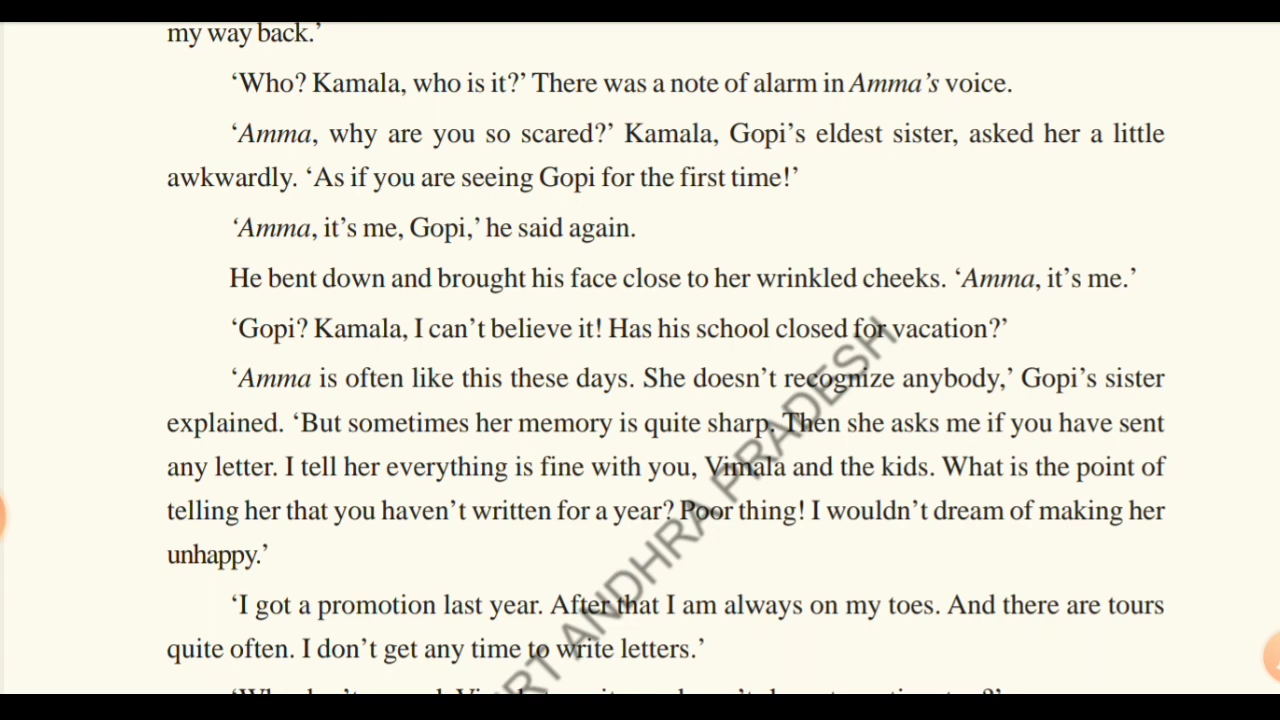 my way back.’
‘Who? Kamala, who is it?’ There was a note of alarm in Amma’s voice.
‘Amma, why are you so scared?’ Kamala, Gopi’s eldest sister, asked her a little
awkwardly. ‘As if you are seeing Gopi for the first time!’
‘Amma, it’s me, Gopi,’ he said again.
He bent down and brought his face close to her wrinkled cheeks. ‘Amma, it’s me.’
‘Gopi? Kamala, I can’t believe it! Has his school closed for vacation?’
‘Amma is often like this these days. She doesn’t recognize anybody,’ Gopi’s sister
explained. ‘But sometimes her memory is quite sharp. Then she asks me if you have sent
any letter. I tell her everything is fine with you, Vimala and the kids. What is the point of
telling her that you haven’t written for a year? Poor thing! I wouldn’t dream of making her
unhappy.’
‘I got a promotion last year. After that I am always on my toes. And there are tours
quite often. I don’t get any time to write letters.’
RT ANDHRA PRADESH